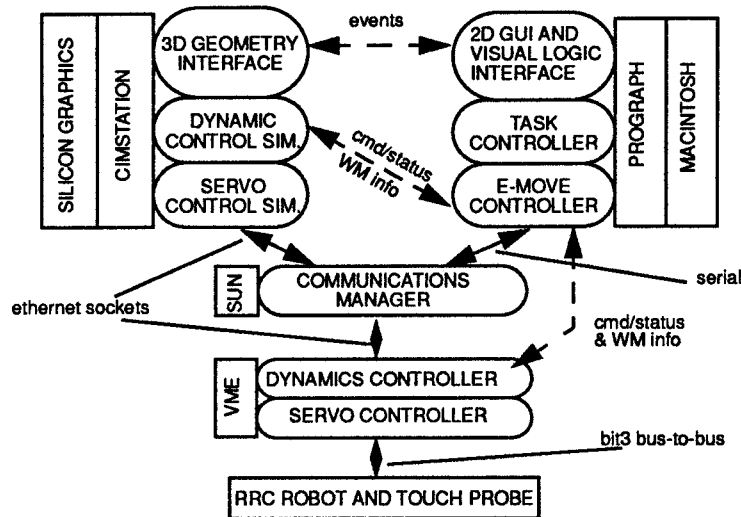 events
3D GEOMETRY
INTERFACE
2D GUI AND
VISUAL LOGIC
INTERFACE
SILICON GRAPHICS
CIMSTATION
DYNAMIC
CONTROL SIM.
cmd/status
WM info
TASK
CONTROLLER
PROGRAPH
MACINTOSH
SERVO
CONTROL SIM.
E-MOVE
CONTROLLER
serial
ethernet sockets
SUN
COMMUNICATIONS
MANAGER
cmd/status
& WM info
VME
DYNAMICS CONTROLLER
SERVO CONTROLLER
bit3 bus-to-bus
RRC ROBOT AND TOUCH PROBE